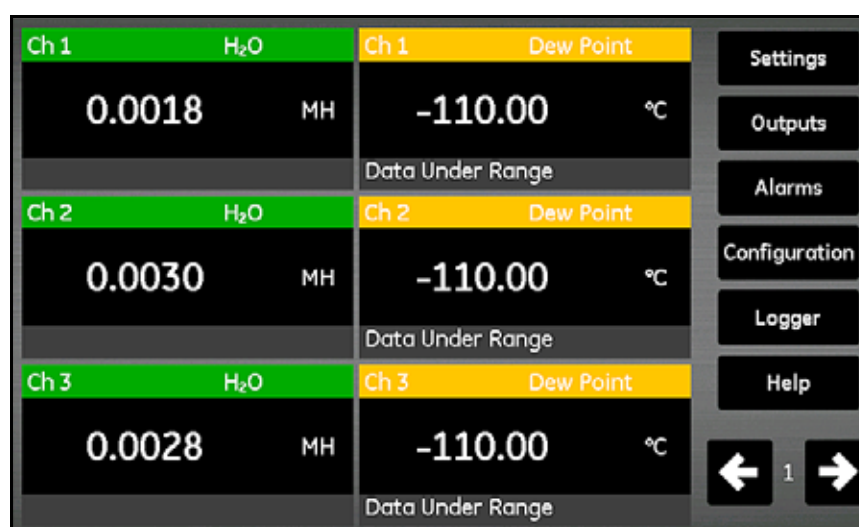 Ch 1 H₂O
0.0018 MH
Ch 1 Dew Point
-110.00 °C
Data Under Range
Ch 2 H₂O
0.0030 MH
Ch 2 Dew Point
-110.00 °C
Data Under Range
Ch 3 H₂O
0.0028 MH
Ch 3 Dew Point
-110.00 °C
Data Under Range
Settings
Outputs
Alarms
Configuration
Logger
Help
1